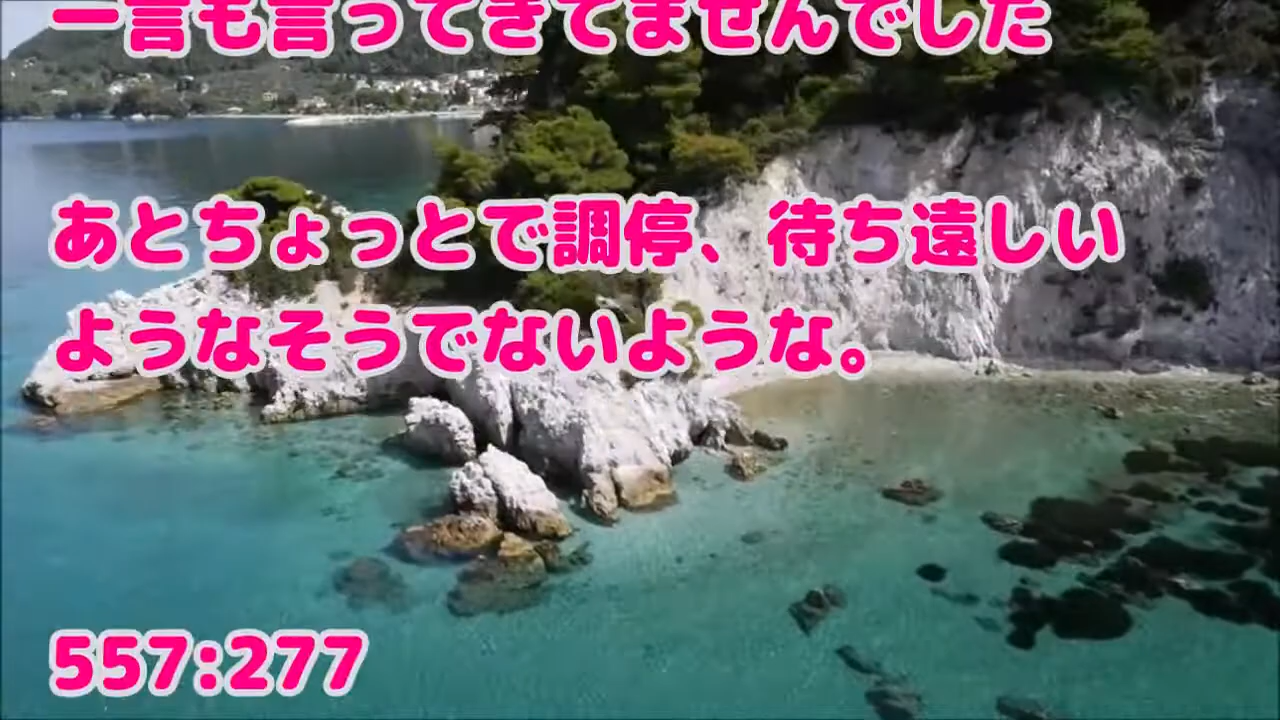 一言も言ってきてませんでした
あとちょっとで調停、待ち遠しい
ようなそうでないような。
557:277